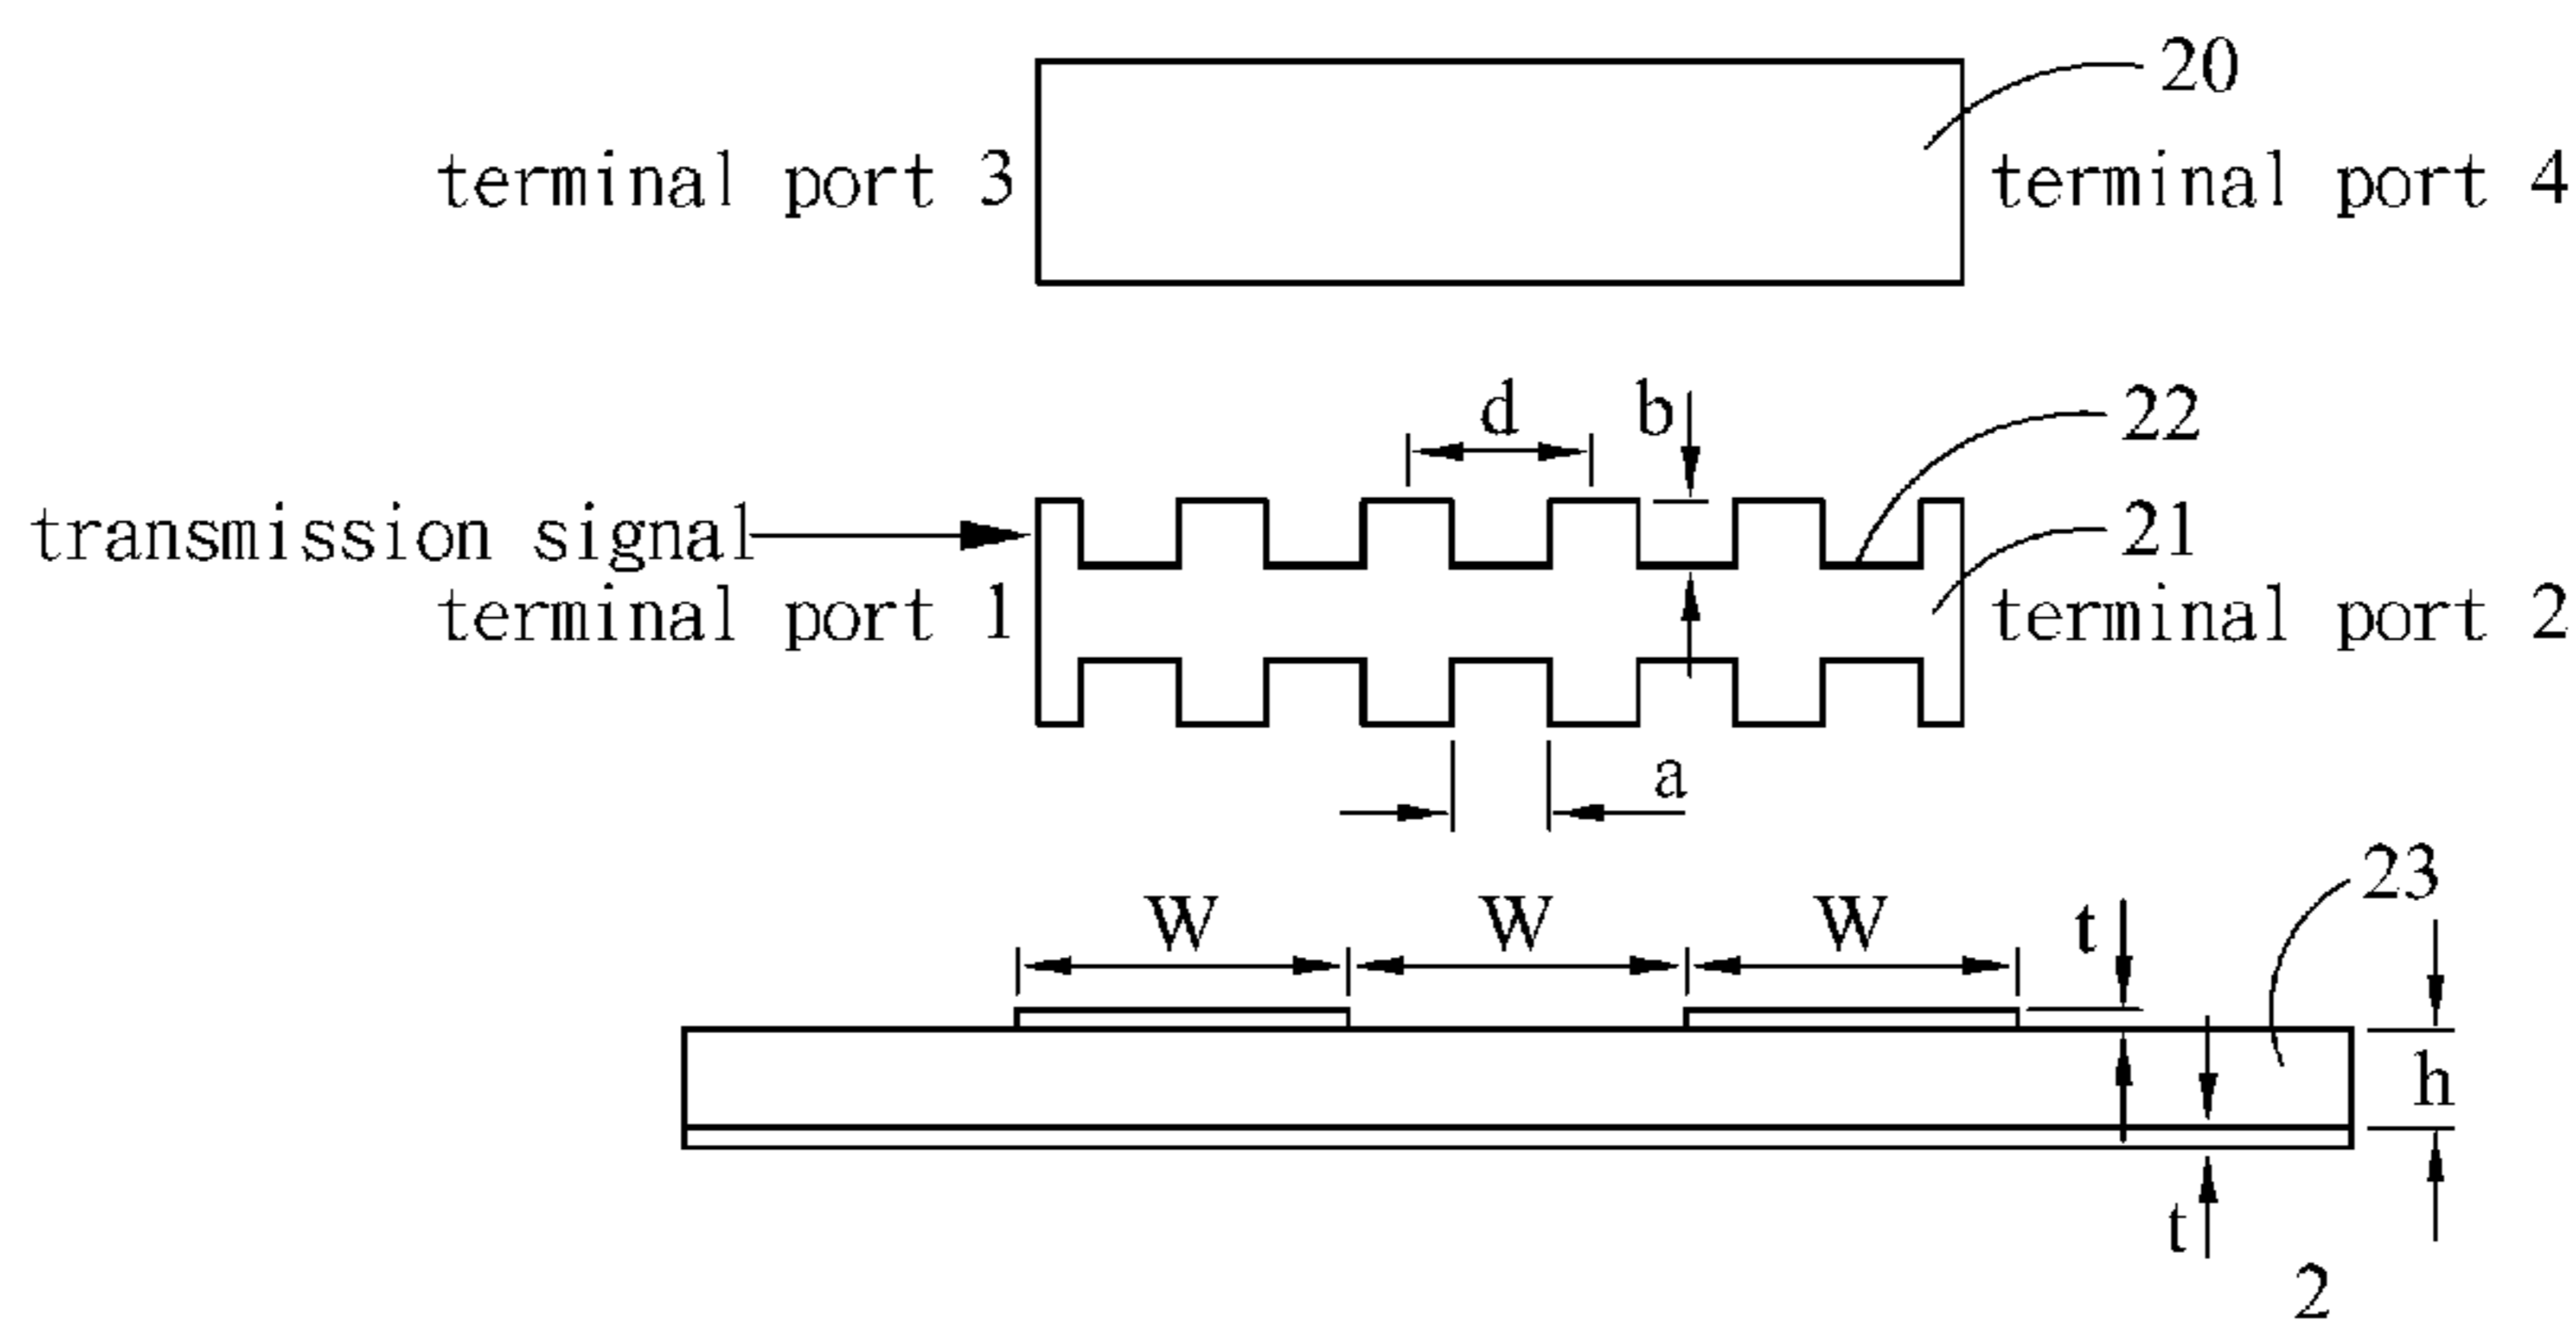 20
terminal port 3
terminal port 4
d
b
22
transmission signal
21
terminal port 1
terminal port 2
a
23
W
W
W
t
h
t
2